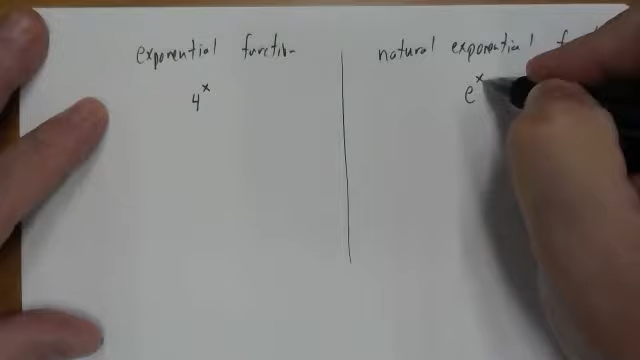 exponential function
natural exponential
4^x
e^x